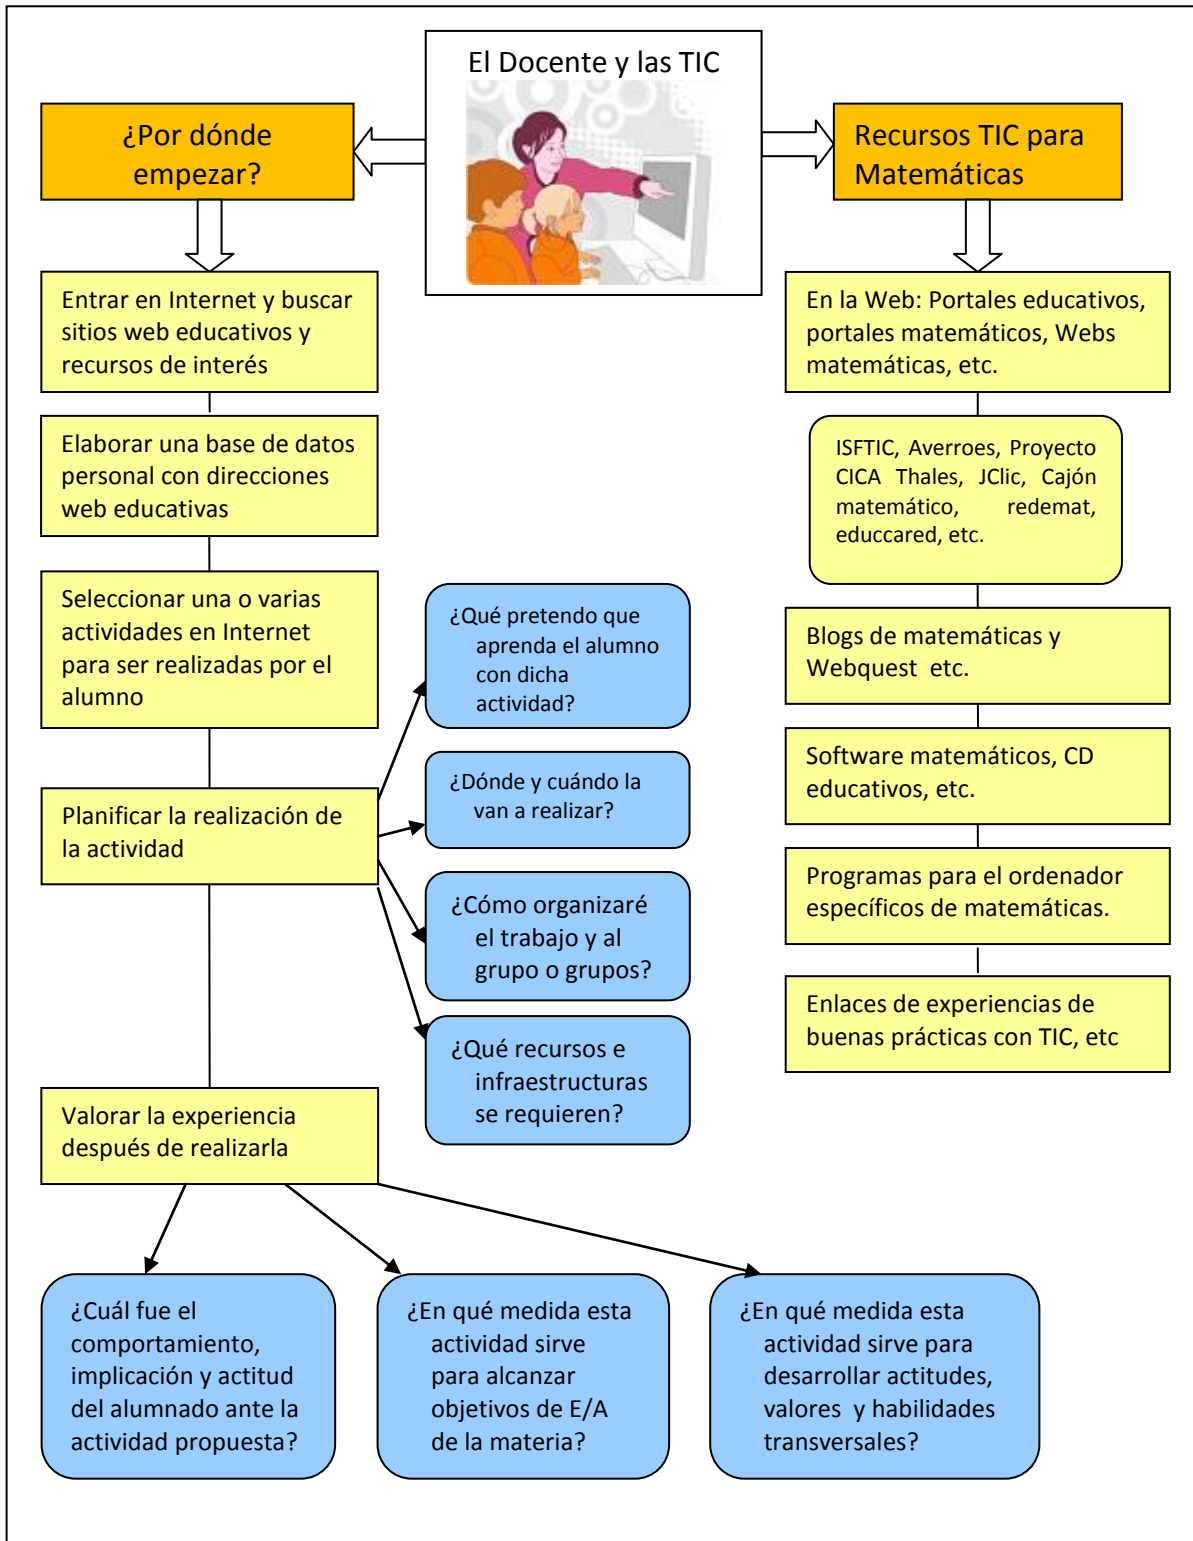 El Docente y las TIC
¿Por dónde
empezar?
Entrar en Internet y buscar
sitios web educativos y
recursos de interés
Elaborar una base de datos
personal con direcciones
web educativas
Seleccionar una o varias
actividades en Internet
para ser realizadas por el
alumno
Planificar la realización de
la actividad
¿Qué pretendo que
aprenda el alumno
con dicha
actividad?
¿Dónde y cuándo la
van a realizar?
¿Cómo organizaré
el trabajo y al
grupo o grupos?
¿Qué recursos e
infraestructuras
se requieren?
Valorar la experiencia
después de realizarla
¿Cuál fue el
comportamiento,
implicación y actitud
del alumnado ante la
actividad propuesta?
¿En qué medida esta
actividad sirve
para alcanzar
objetivos de E/A
de la materia?
¿En qué medida esta
actividad sirve para
desarrollar actitudes,
valores y habilidades
transversales?
Recursos TIC para
Matemáticas
En la Web: Portales educativos,
portales matemáticos, Webs
matemáticas, etc.
ISFTIC, Averroes, Proyecto
CICA Thales, JClic, Cajón
matemático, redemat,
educcared, etc.
Blogs de matemáticas y
Webquest etc.
Software matemáticos, CD
educativos, etc.
Programas para el ordenador
específicos de matemáticas.
Enlaces de experiencias de
buenas prácticas con TIC, etc